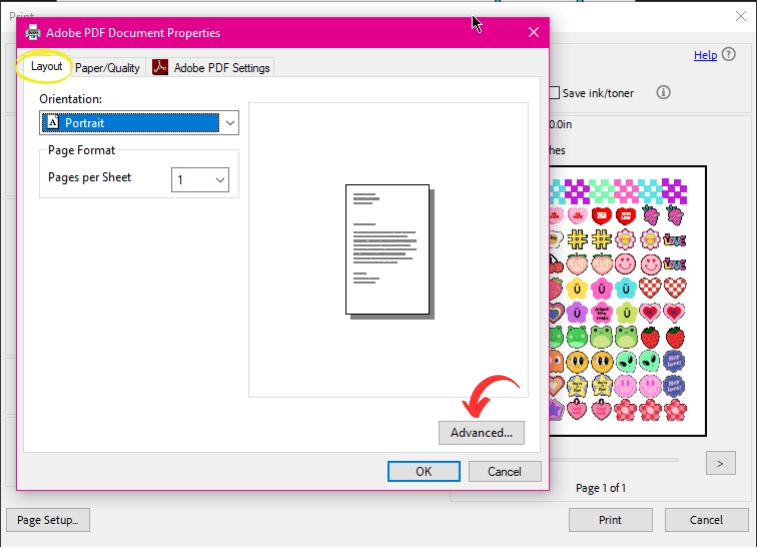 Print
Adobe PDF Document Properties
Layout
Paper/Quality
Adobe PDF Settings
Help
Orientation:
Save ink/toner
A Portrait
0.0in
Page Format
hes
Pages per Sheet
1
Advanced...
OK
Cancel
>
Page 1 of 1
Page Setup...
Print
Cancel